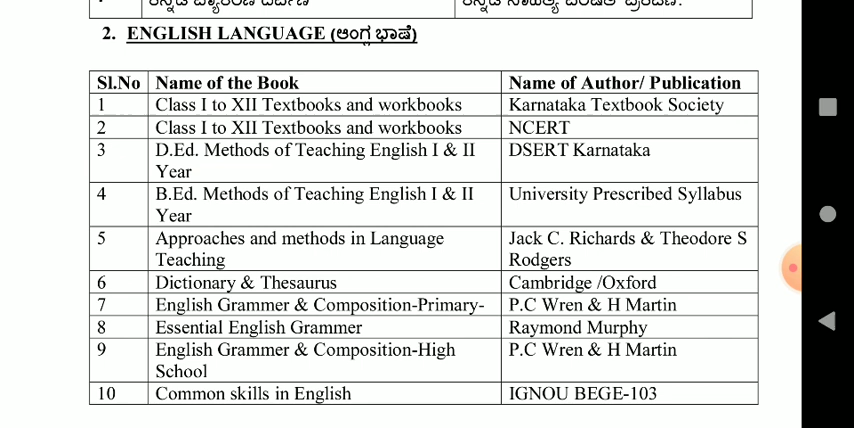 2. ENGLISH LANGUAGE (ಆಂಗ್ಲ ಭಾಷೆ)
Sl.No Name of the Book Name of Author/ Publication
1 Class I to XII Textbooks and workbooks Karnataka Textbook Society
2 Class I to XII Textbooks and workbooks NCERT
3 D.Ed. Methods of Teaching English I & II DSERT Karnataka
Year
4 B.Ed. Methods of Teaching English I & II University Prescribed Syllabus
Year
5 Approaches and methods in Language Jack C. Richards & Theodore S
Teaching Rodgers
6 Dictionary & Thesaurus Cambridge /Oxford
7 English Grammer & Composition-Primary- P.C Wren & H Martin
8 Essential English Grammer Raymond Murphy
9 English Grammer & Composition-High P.C Wren & H Martin
School
10 Common skills in English IGNOU BEGE-103